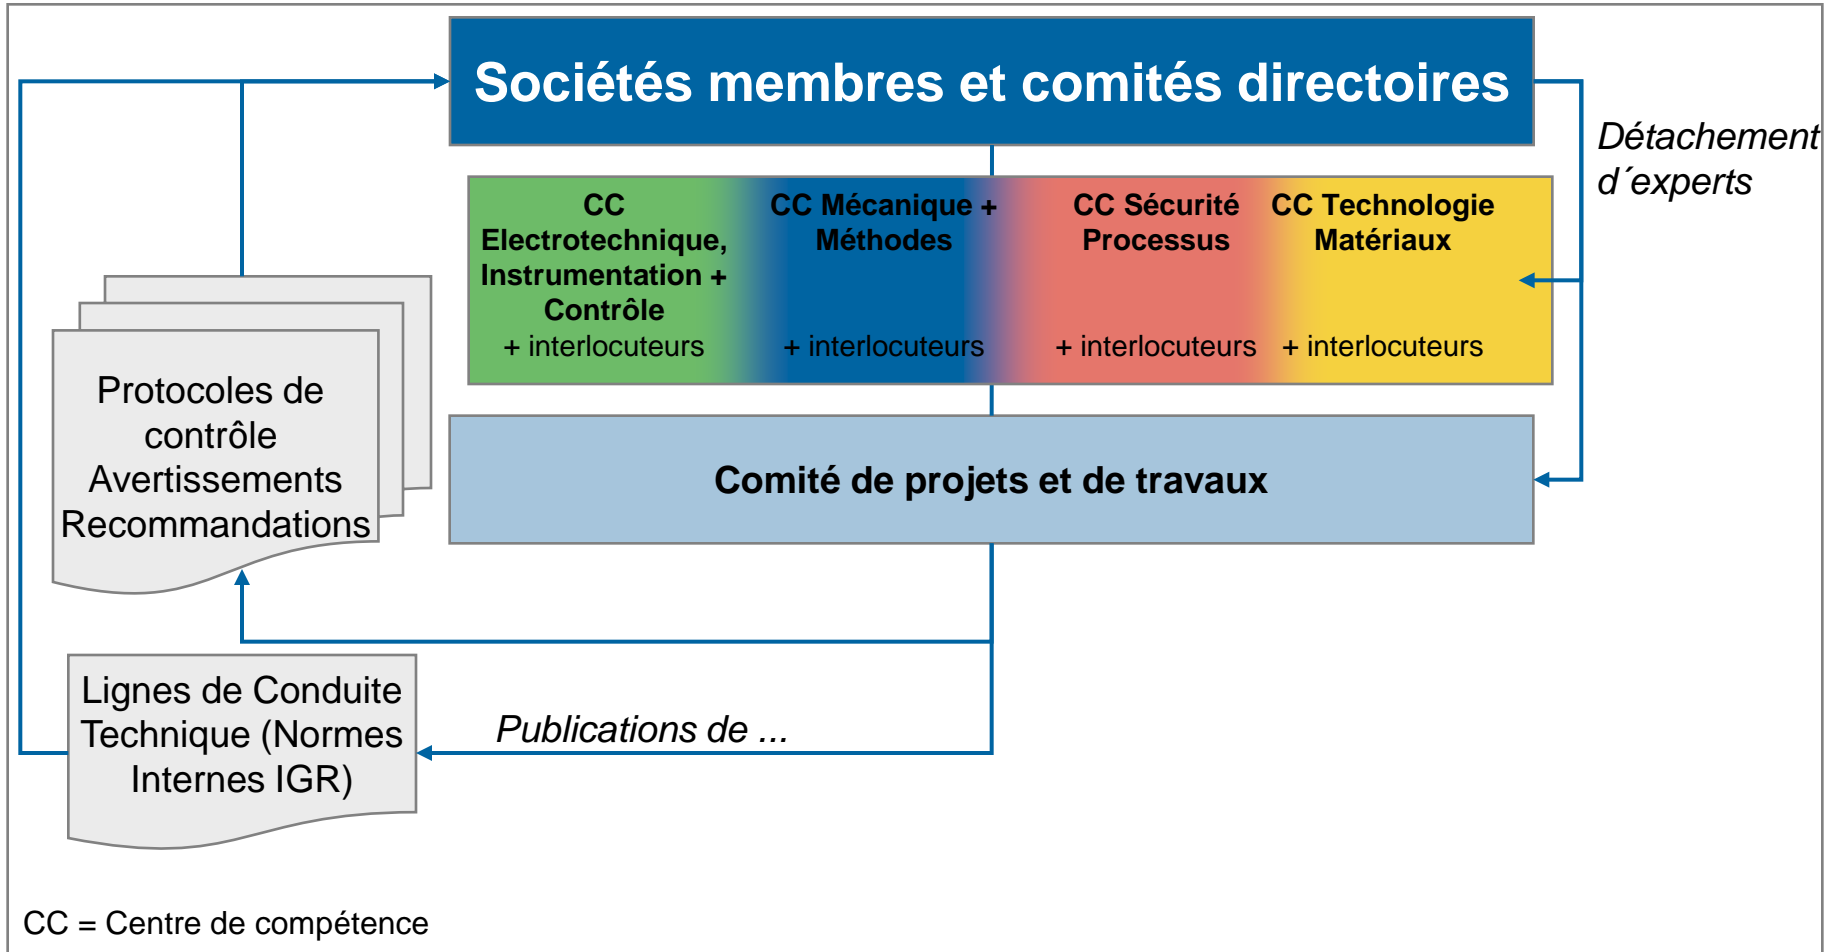 Sociétés membres et comités directoires
Détachement
d´experts
CC
Electrotechnique,
Instrumentation +
Contrôle
+ interlocuteurs
CC Mécanique +
Méthodes
+ interlocuteurs
CC Sécurité
Processus
+ interlocuteurs
CC Technologie
Matériaux
+ interlocuteurs
Protocoles de
contrôle
Avertissements
Recommandations
Comité de projets et de travaux
Lignes de Conduite
Technique (Normes
Internes IGR)
Publications de ...
CC = Centre de compétence